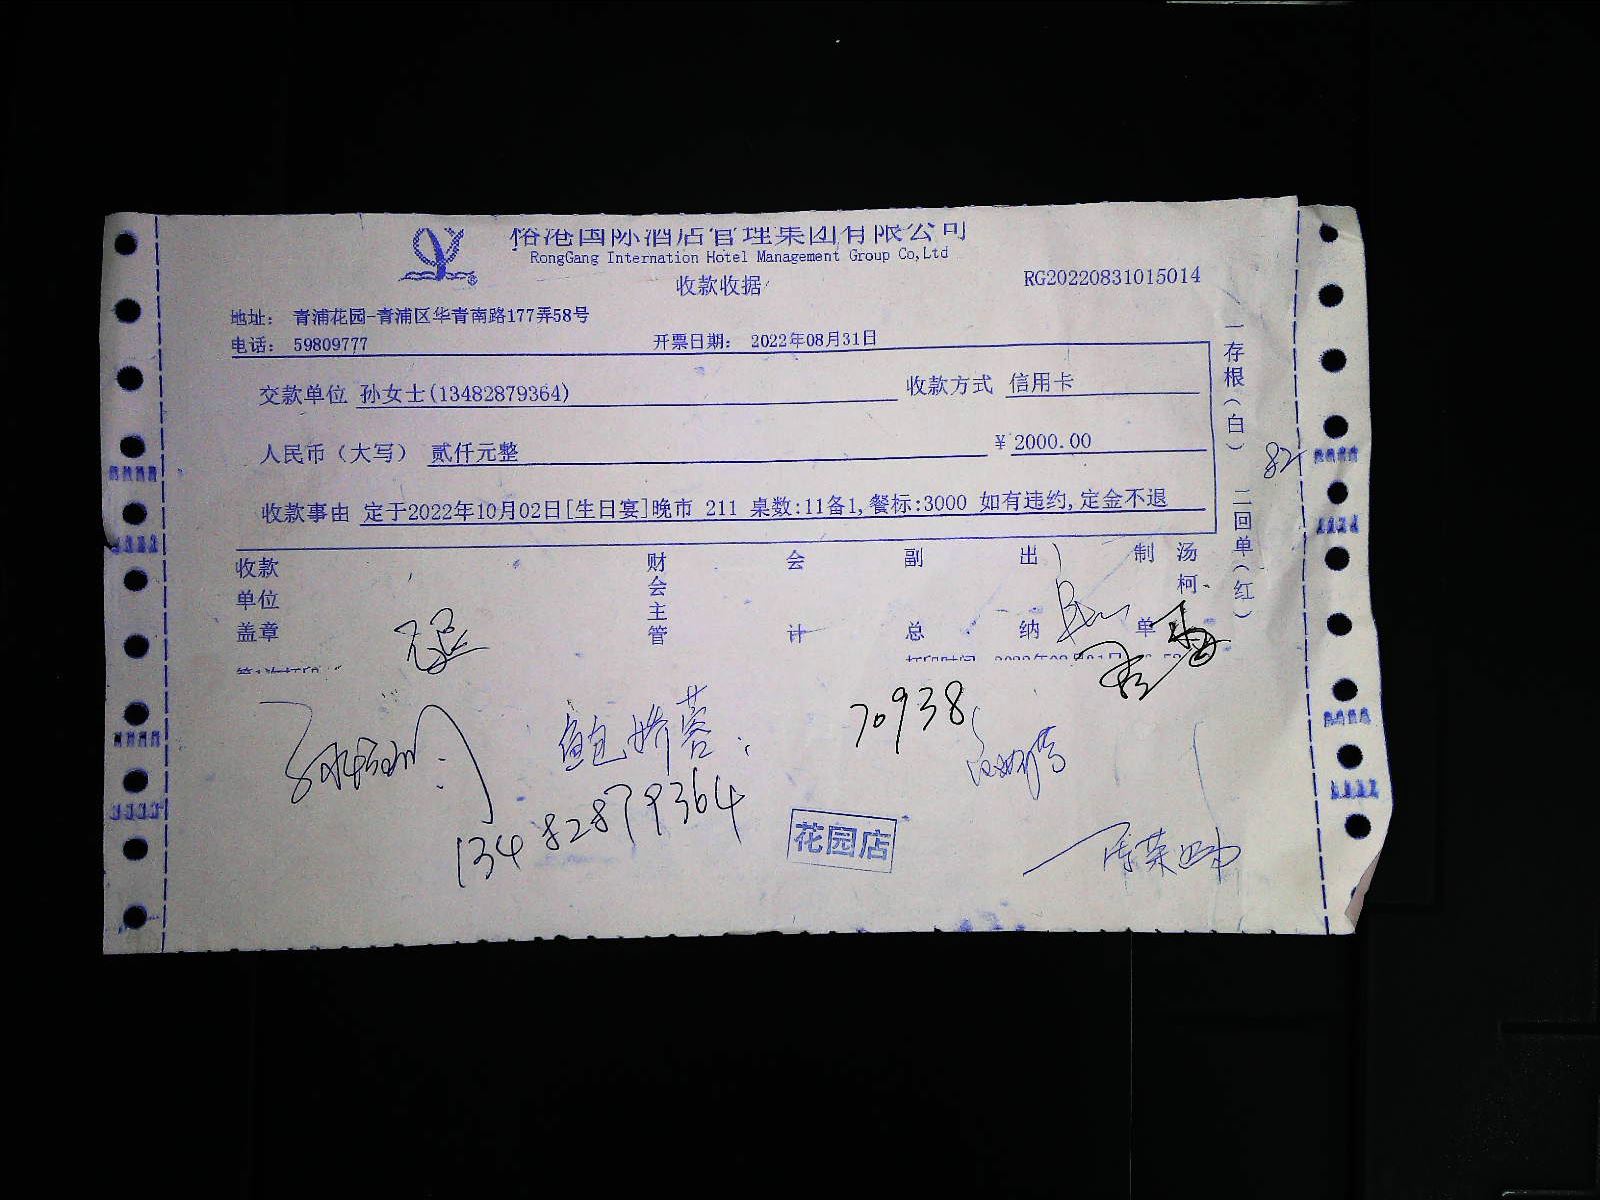 俗港国际酒店管理集团有限公司
RongGang Internation Hotel Management Group Co,Ltd
收款收据
RG20220831015014
地址: 青浦花园-青浦区华青南路177弄58号
电话: 59809777
开票日期: 2022年08月31日
交款单位 孙女士(13482879364)
收款方式 信用卡
人民币（大写） 贰仟元整
¥ 2000.00
收款事由 定于2022年10月02日[生日宴]晚市 211 桌数:11备1,餐标:3000 如有违约,定金不退
收款单位盖章
财会主管
会计
副总
出纳
制单
汤柯
一存根(白)
二回单(红)
82
鲍娇蓉
70938
13482879364
花园店